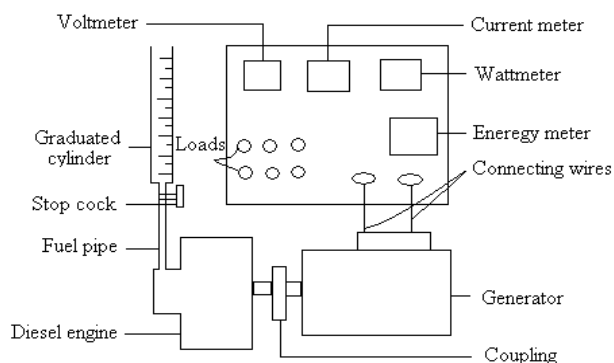 Voltmeter
Current meter
Wattmeter
Graduated
cylinder
Loads
Eneregy meter
Connecting wires
Stop cock
Fuel pipe
Generator
Diesel engine
Coupling